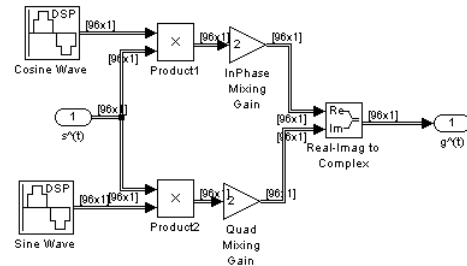 DSP
[96x1]
[96x1]
Cosine Wave
×
Product1
[96x1]
2
InPhase
Mixing
Gain
[96x1]
1
s^(t)
[96x1]
[96x1]
Re
Im
Real-Imag to
Complex
[96x1]
1
g^(t)
DSP
[96x1]
[96x1]
Sine Wave
×
Product2
[96x1]
2
Quad
Mixing
Gain
[96x1]